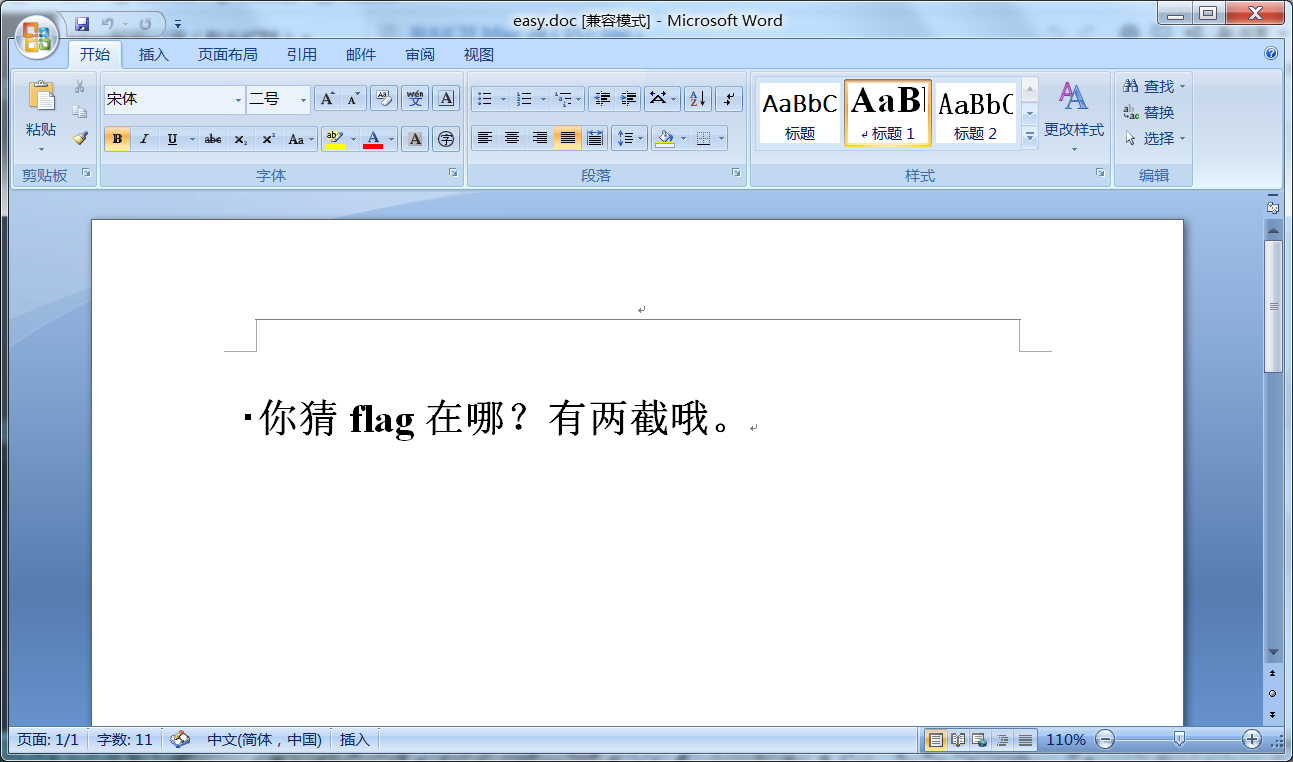 easy.doc [兼容模式] - Microsoft Word
开始 插入 页面布局 引用 邮件 审阅 视图
粘贴
剪贴板
宋体 二号
字体
段落
AaBbC AaBl AaBbC
标题 标题 1 标题 2
更改样式
样式
查找
替换
选择
编辑
你猜 flag 在哪？有两截哦。
页面: 1/1 字数: 11 中文(简体，中国) 插入 110%